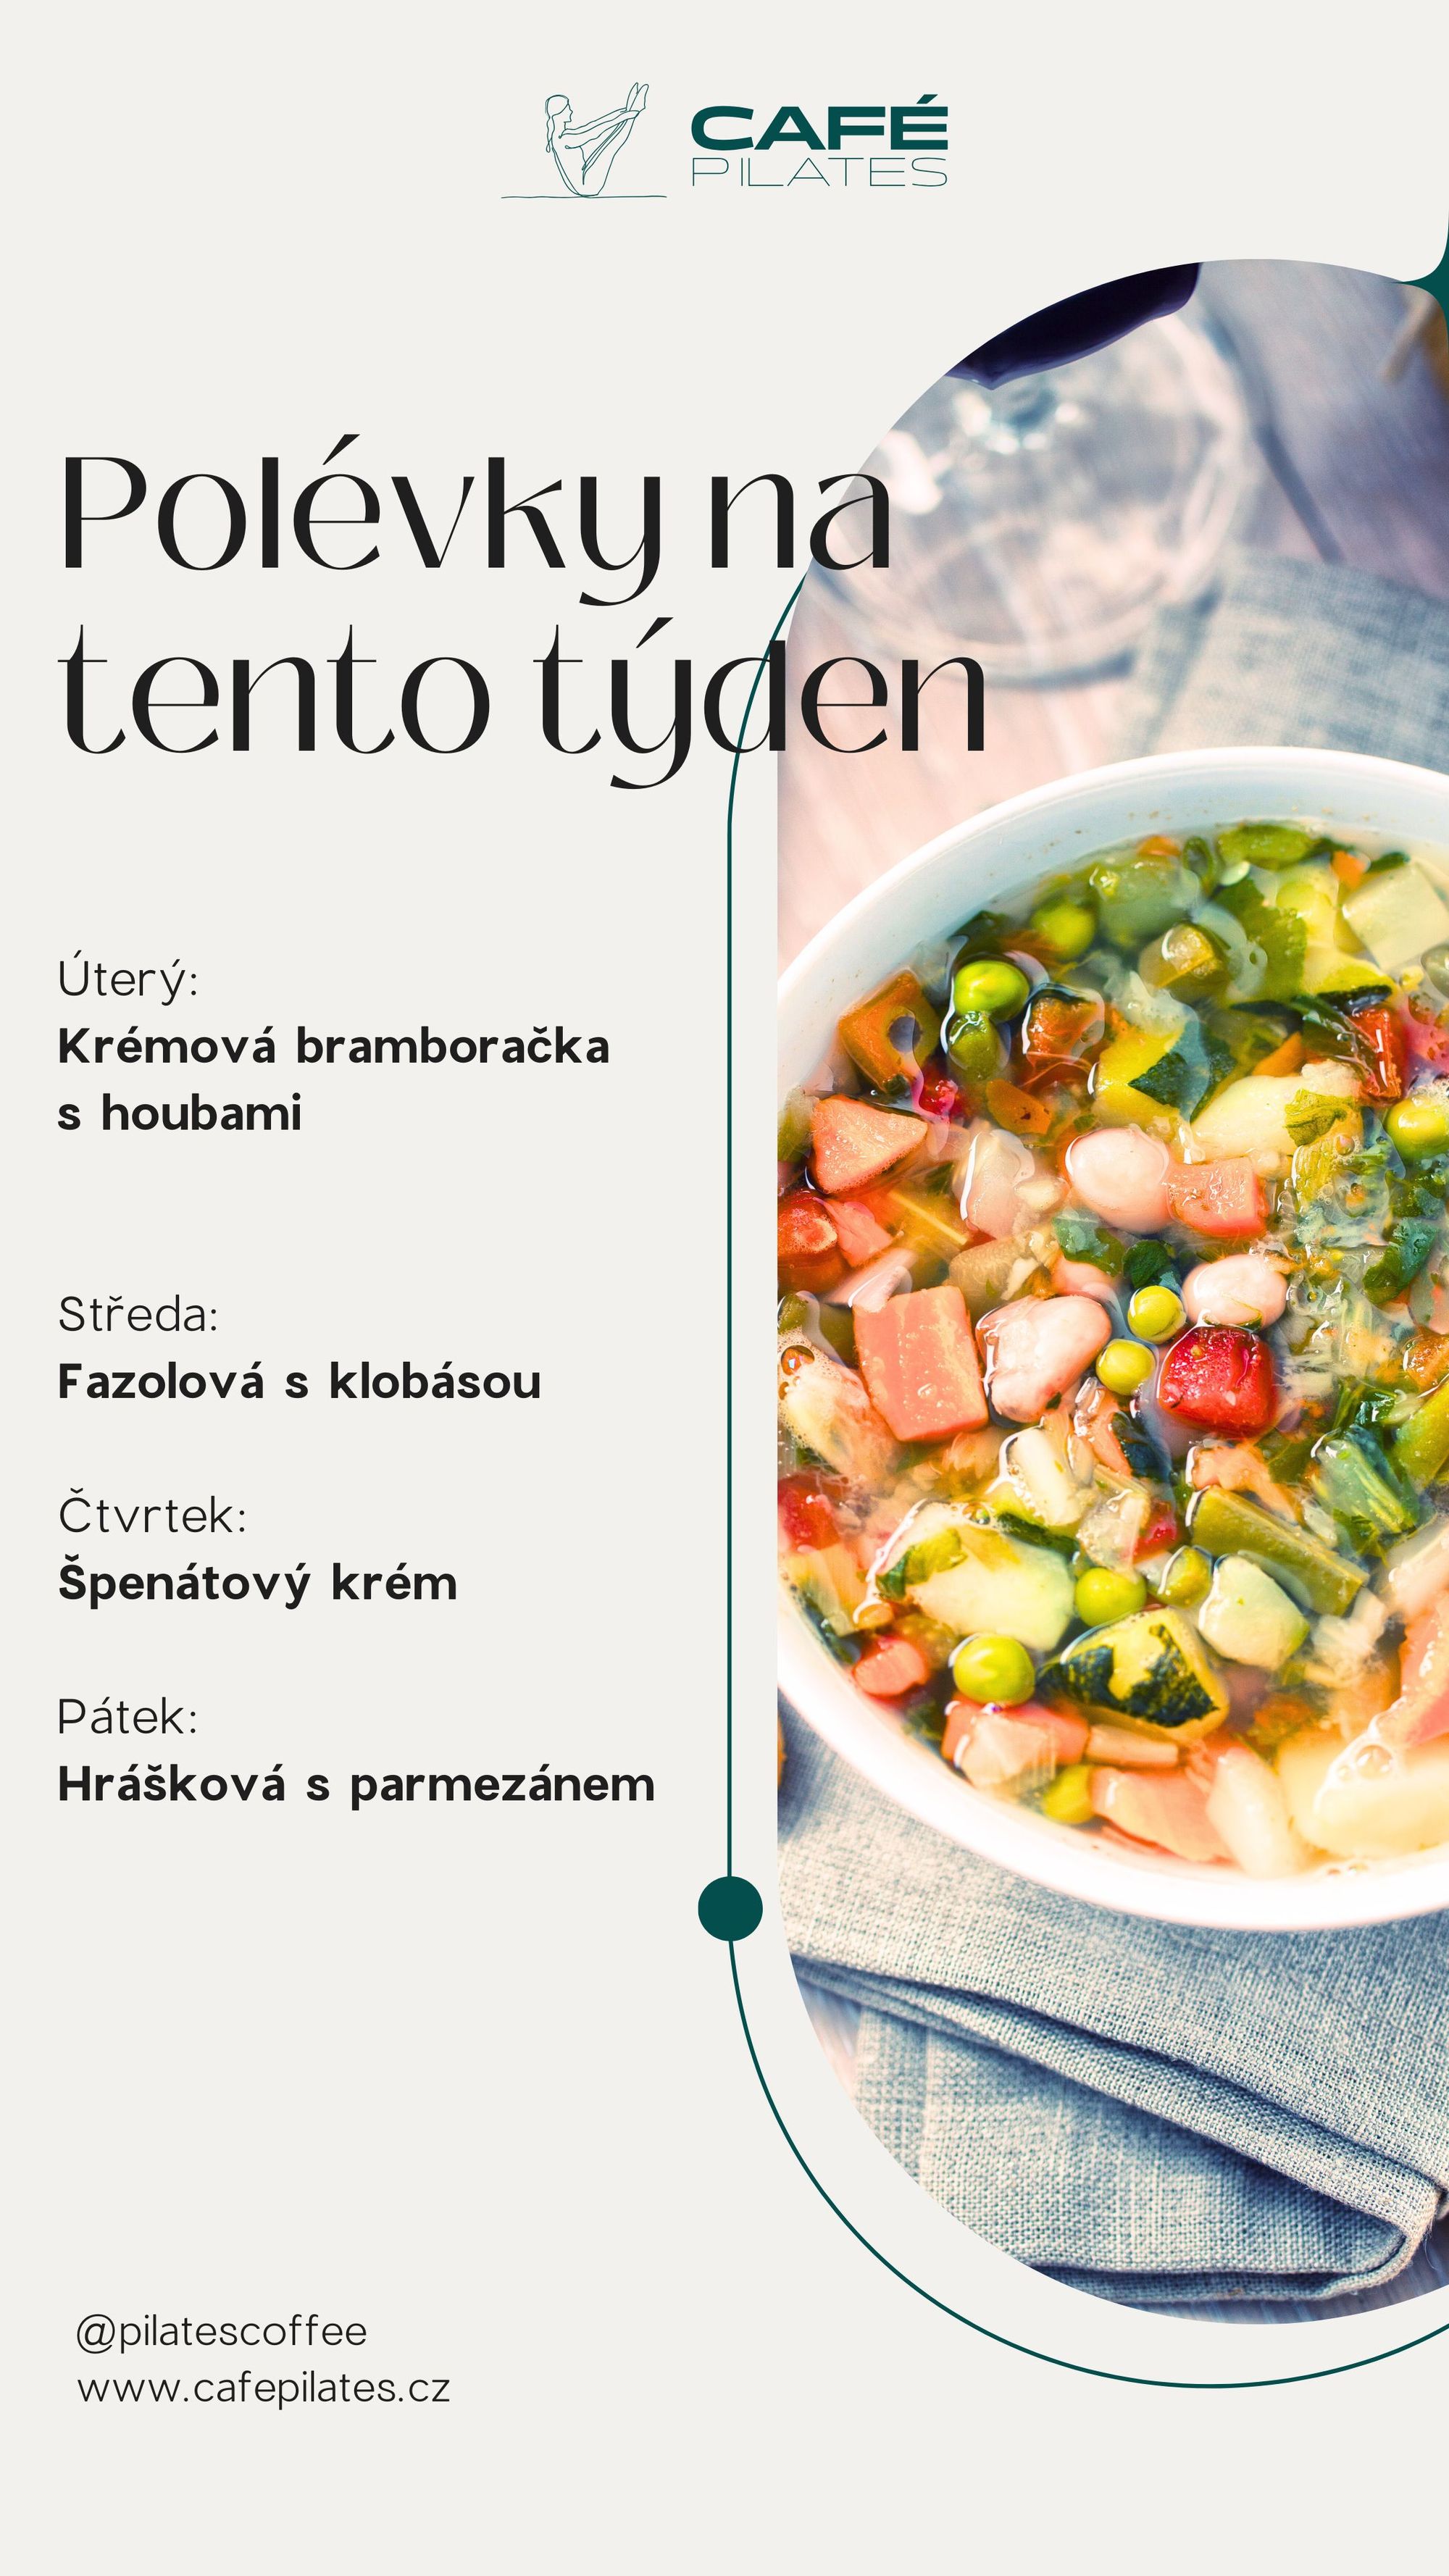 CAFÉ
PILATES
Polévky na
tento týden
Úterý:
Krémová bramboračka
s houbami
Středa:
Fazolová s klobásou
Čtvrtek:
Špenátový krém
Pátek:
Hrášková s parmezánem
@pilatescoffee
www.cafepilates.cz